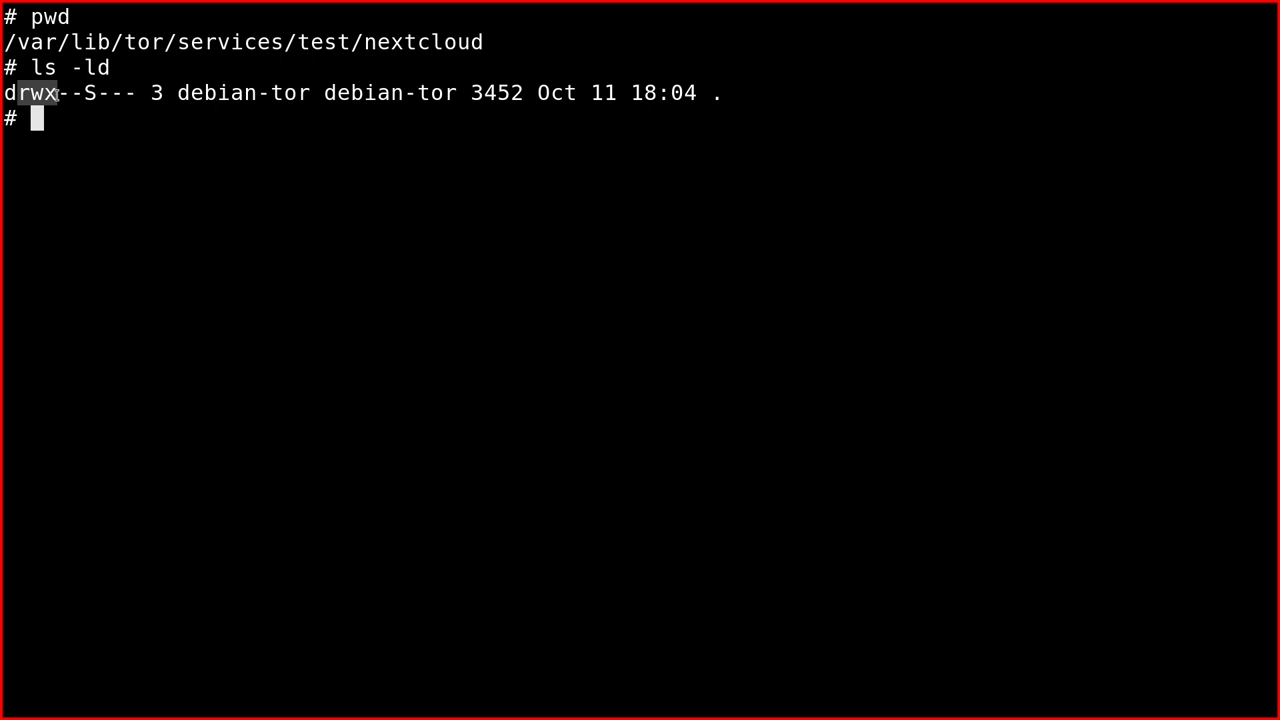 # pwd
/var/lib/tor/services/test/nextcloud
# ls -ld
drwx--S--- 3 debian-tor debian-tor 3452 Oct 11 18:04 .
#